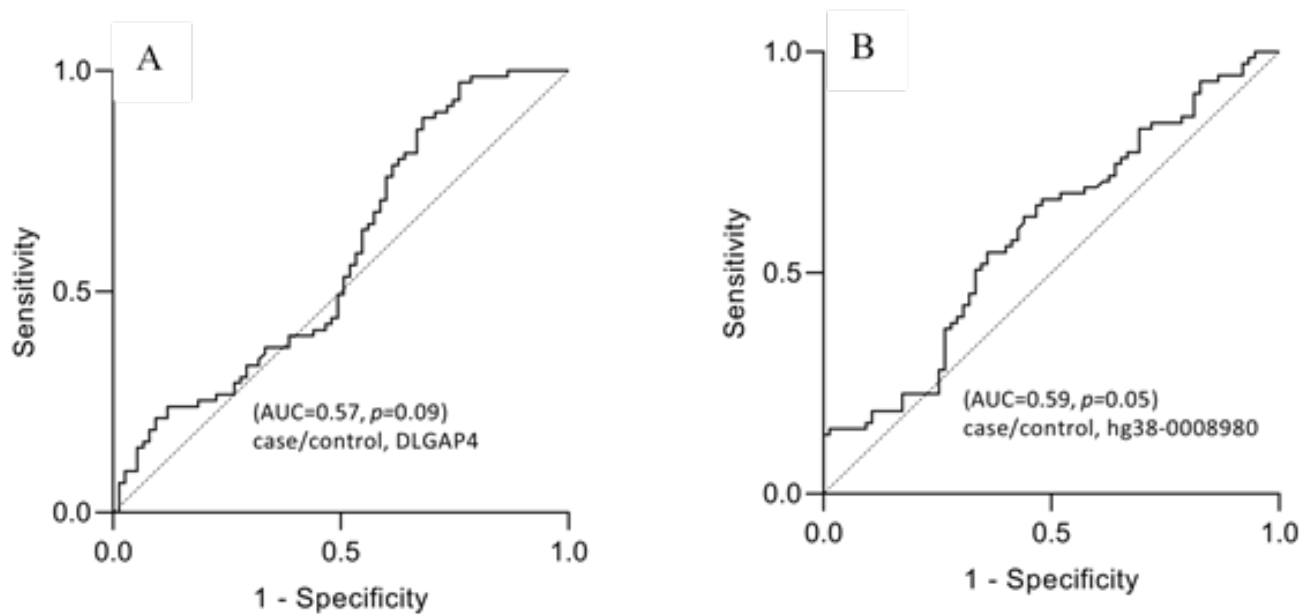 A
1.0
0.5
0.0
Sensitivity
(AUC=0.57, p=0.09)
case/control, DLGAP4
0.0
0.5
1.0
1 - Specificity
B
1.0
0.5
0.0
Sensitivity
(AUC=0.59, p=0.05)
case/control, hg38-0008980
0.0
0.5
1.0
1 - Specificity